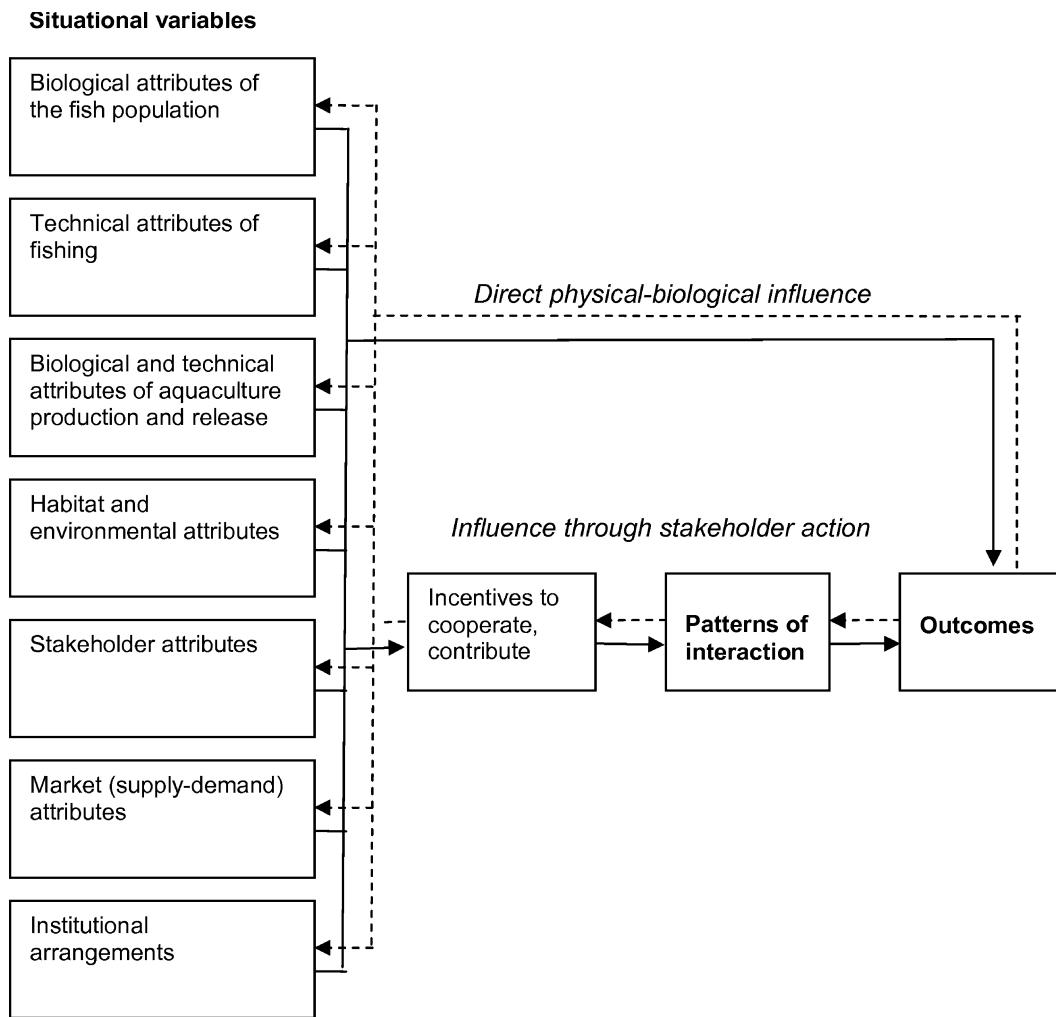 Situational variables
Biological attributes of
the fish population
Technical attributes of
fishing
Direct physical-biological influence
Biological and technical
attributes of aquaculture
production and release
Habitat and
environmental attributes
Influence through stakeholder action
Incentives to
cooperate,
contribute
Patterns of
interaction
Outcomes
Stakeholder attributes
Market (supply-demand)
attributes
Institutional
arrangements